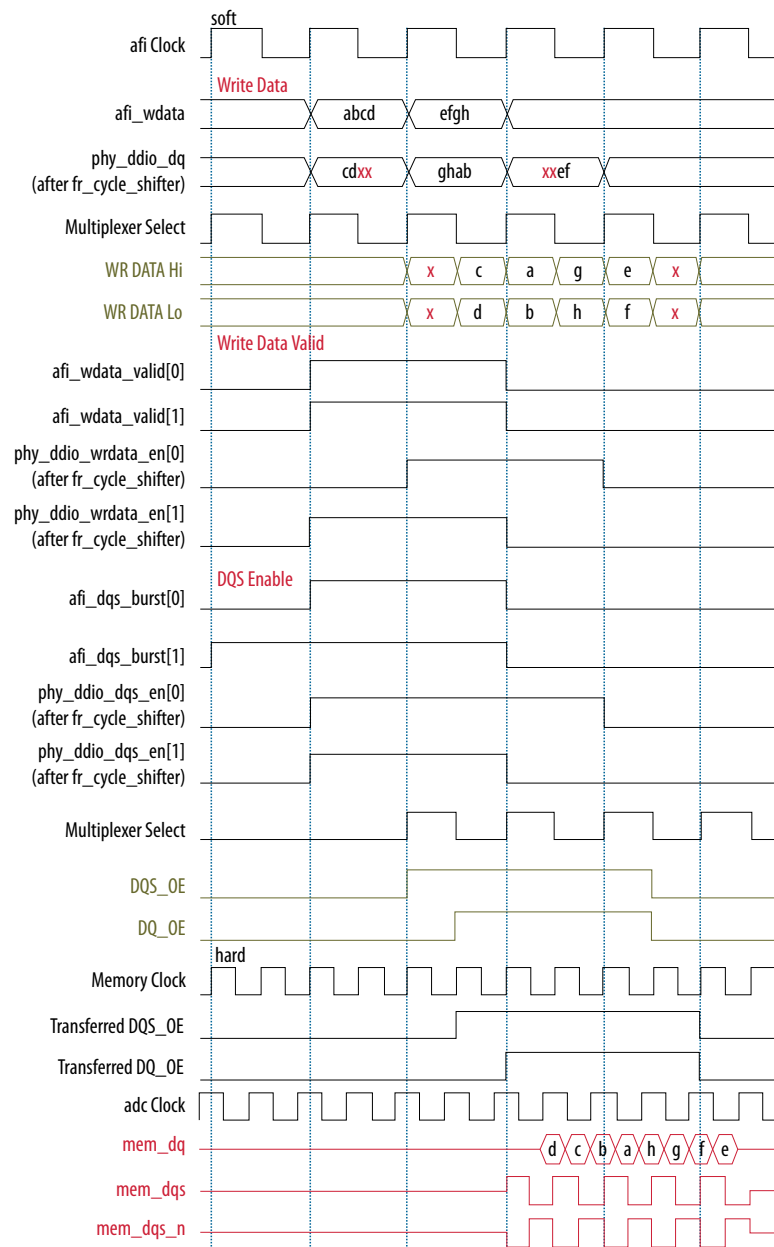 soft
afi Clock
Write Data
afi_wdata abcd efgh
phy_ddio_dq
(after fr_cycle_shifter) cdxx ghab xxef
Multiplexer Select
WR DATA Hi x c a g e x
WR DATA Lo x d b h f x
Write Data Valid
afi_wdata_valid[0]
afi_wdata_valid[1]
phy_ddio_wrdata_en[0]
(after fr_cycle_shifter)
phy_ddio_wrdata_en[1]
(after fr_cycle_shifter)
DQS Enable
afi_dqs_burst[0]
afi_dqs_burst[1]
phy_ddio_dqs_en[0]
(after fr_cycle_shifter)
phy_ddio_dqs_en[1]
(after fr_cycle_shifter)
Multiplexer Select
DQS_OE
DQ_OE
hard
Memory Clock
Transferred DQS_OE
Transferred DQ_OE
adc Clock
mem_dq d c b a h g f e
mem_dqs
mem_dqs_n